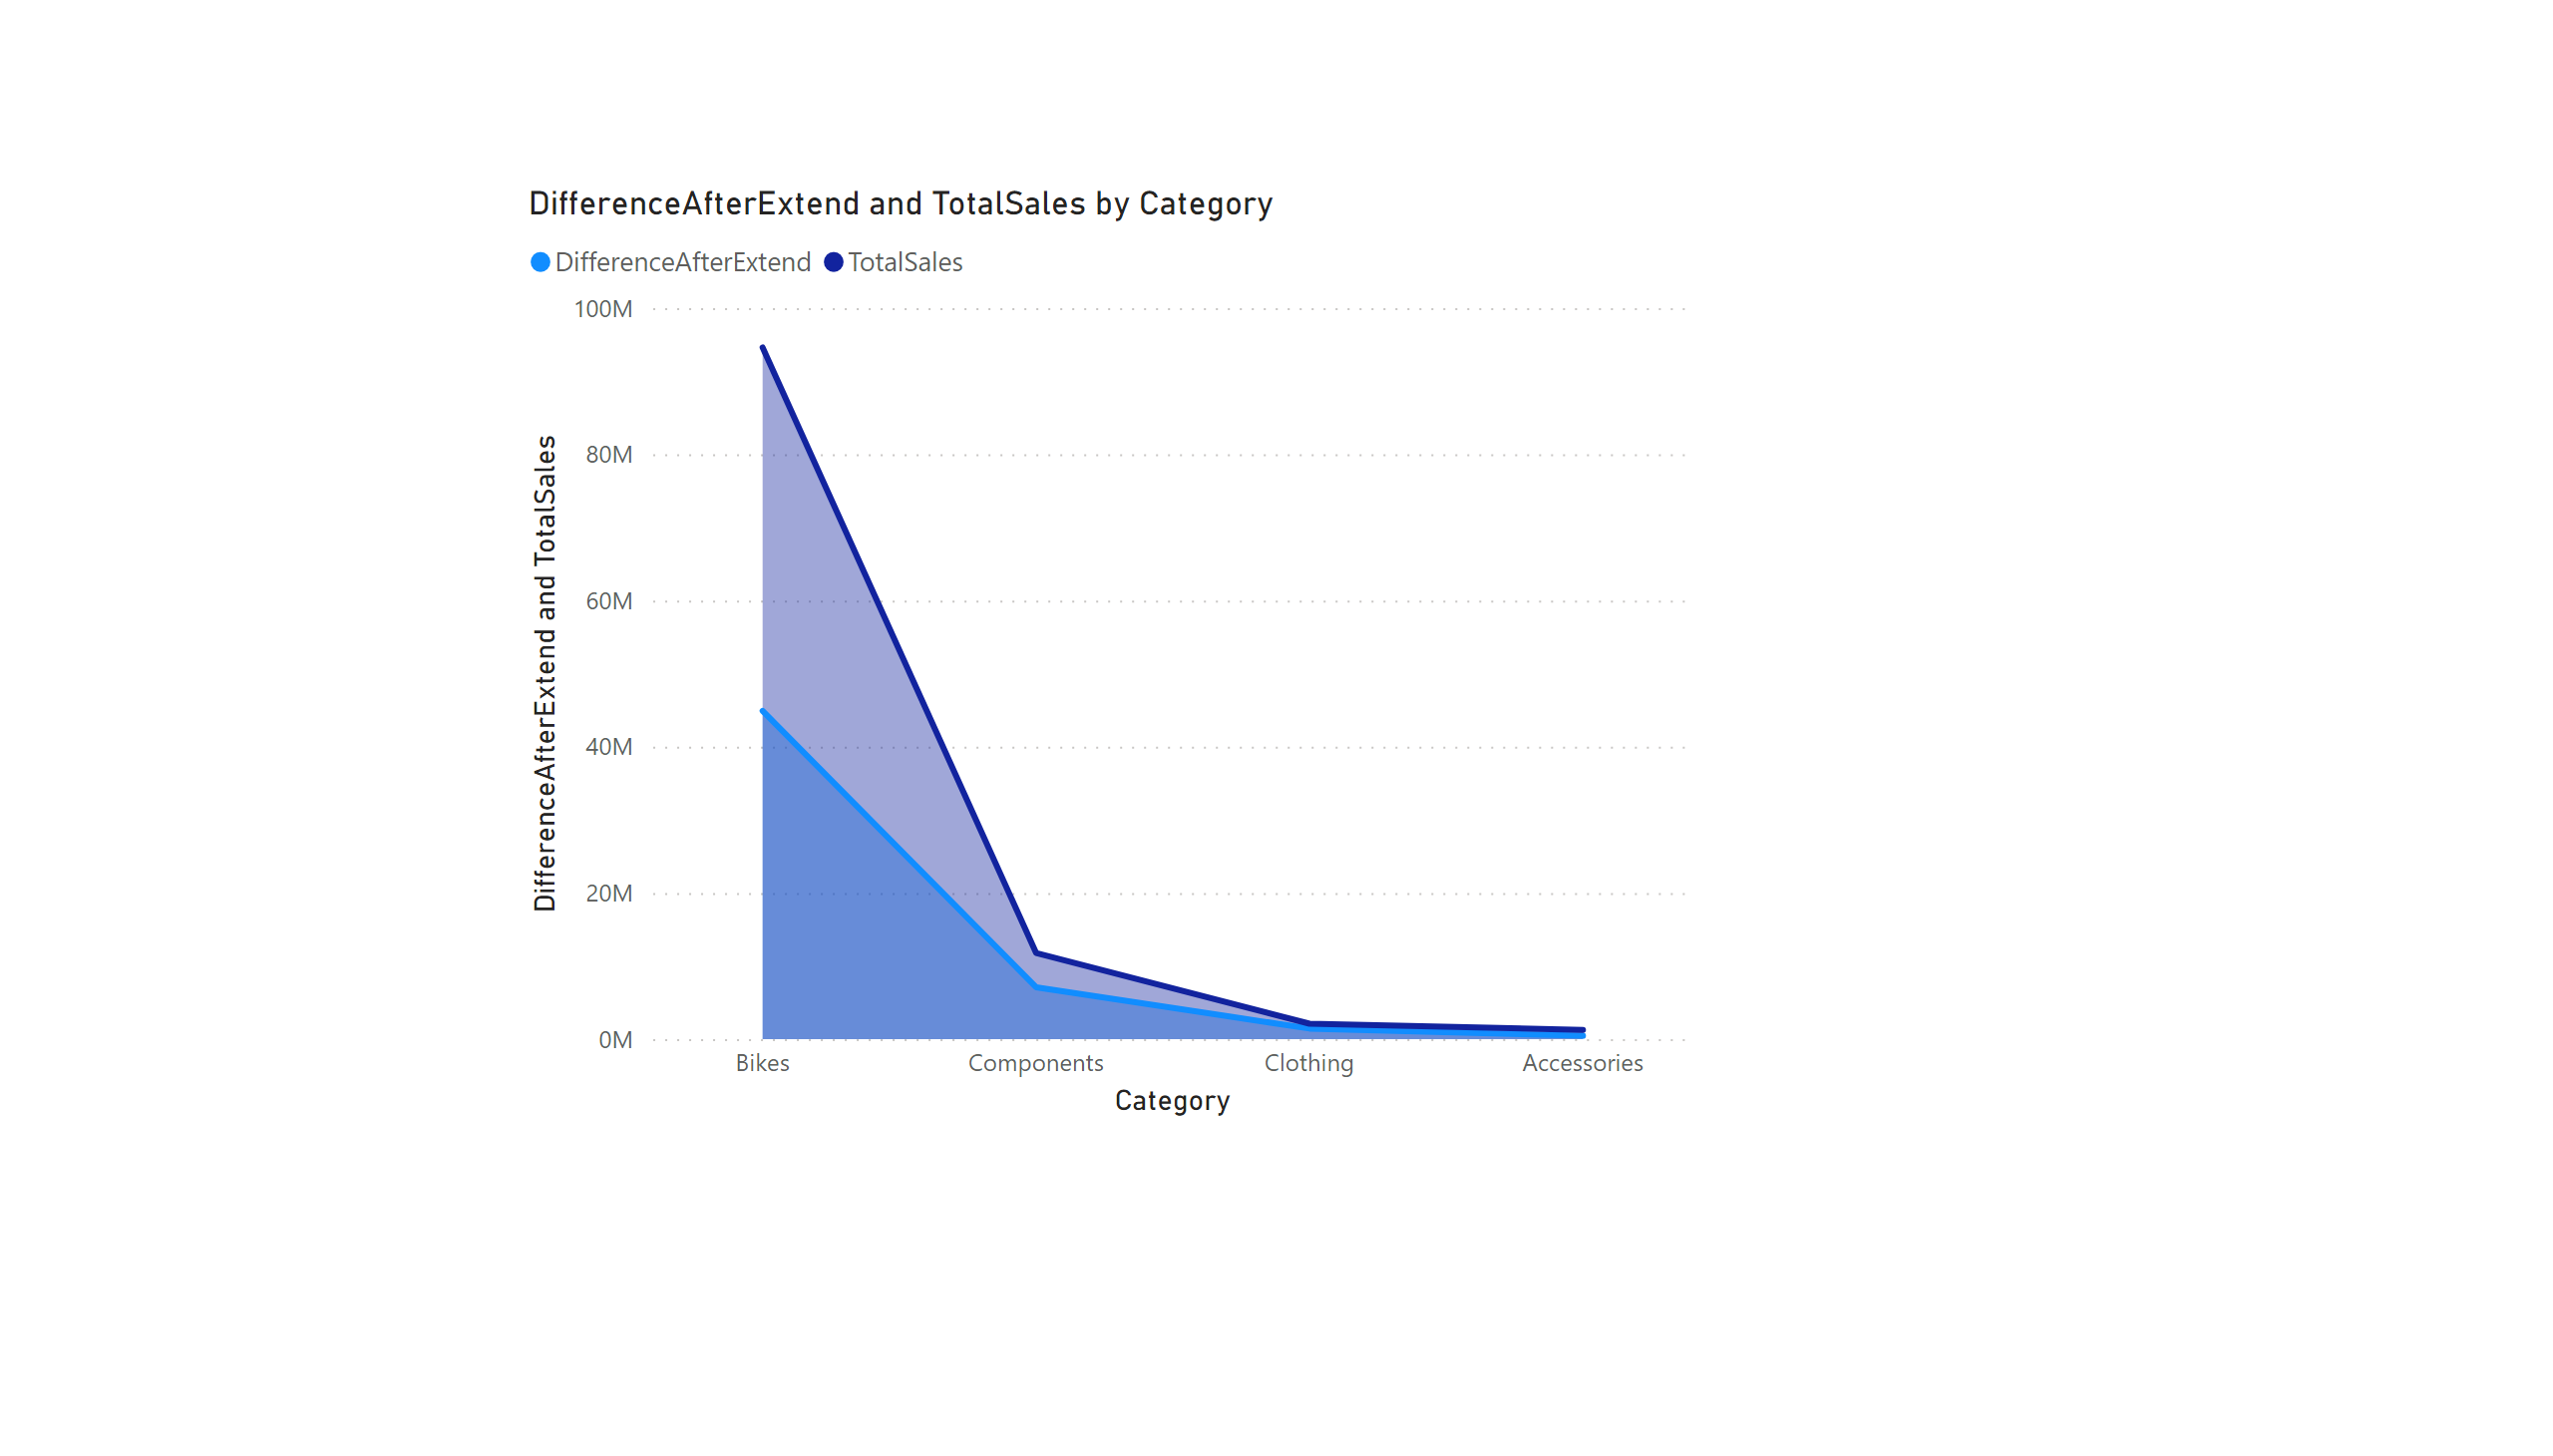 DifferenceAfterExtend and TotalSales by Category
DifferenceAfterExtend TotalSales
100M
80M
60M
40M
20M
0M
DifferenceAfterExtend and TotalSales
Bikes Components Clothing Accessories
Category